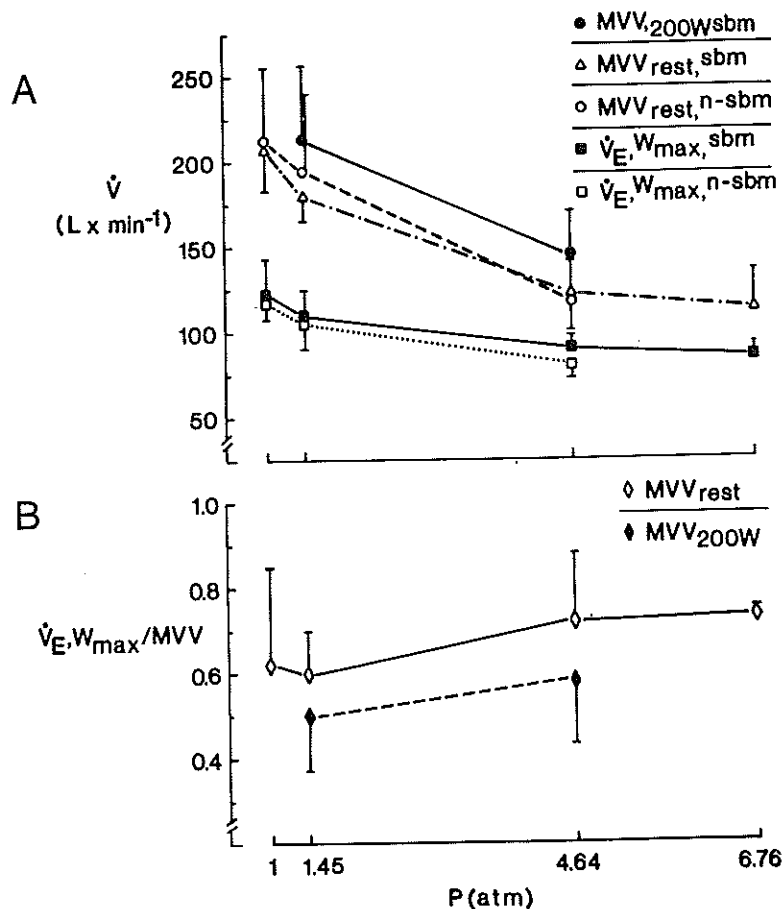 A
MVV,200Wsbm
MVVrest,sbm
MVVrest,n-sbm
V̇E,Wmax,sbm
V̇E,Wmax,n-sbm
V̇
(L x min-1)
250
200
150
100
50
B
MVVrest
MVV200W
V̇E,Wmax/MVV
1.0
0.8
0.6
0.4
1
1.45
4.64
6.76
P(atm)